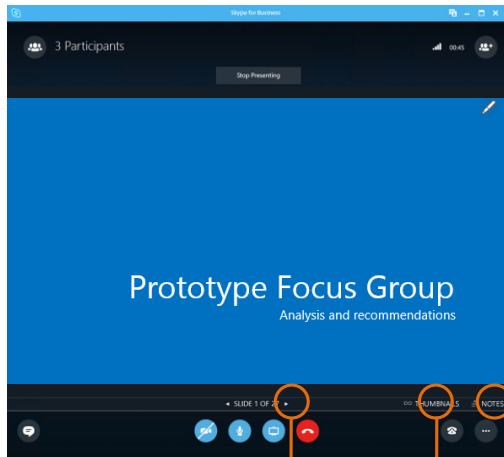 Skype for Business
3 Participants
00:45
Stop Presenting
Prototype Focus Group
Analysis and recommendations
SLIDE 1 OF 27
THUMBNAILS
NOTES